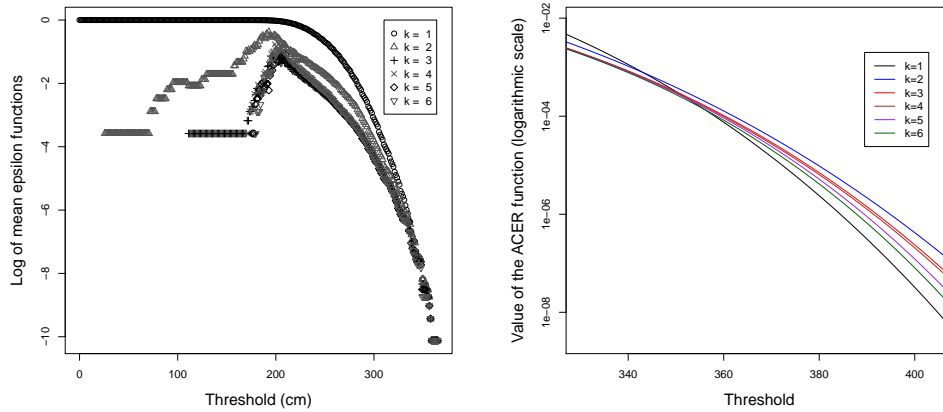 Log of mean epsilon functions
0
-2
-4
-6
-8
-10
0
100
200
300
Threshold (cm)
k = 1
k = 2
k = 3
k = 4
k = 5
k = 6
Value of the ACER function (logarithmic scale)
1e-02
1e-04
1e-06
1e-08
340
360
380
400
Threshold
k=1
k=2
k=3
k=4
k=5
k=6